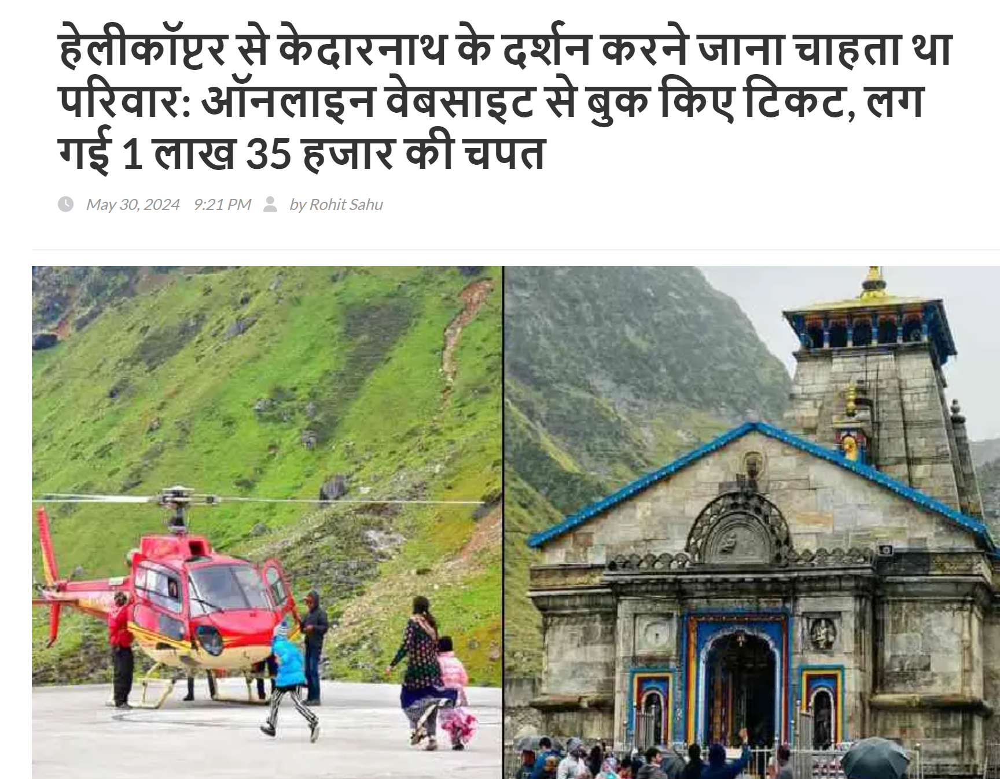 हेलीकॉप्टर से केदारनाथ के दर्शन करने जाना चाहता था
परिवार: ऑनलाइन वेबसाइट से बुक किए टिकट, लग
गई 1 लाख 35 हजार की चपत
May 30, 2024 9:21 PM by Rohit Sahu